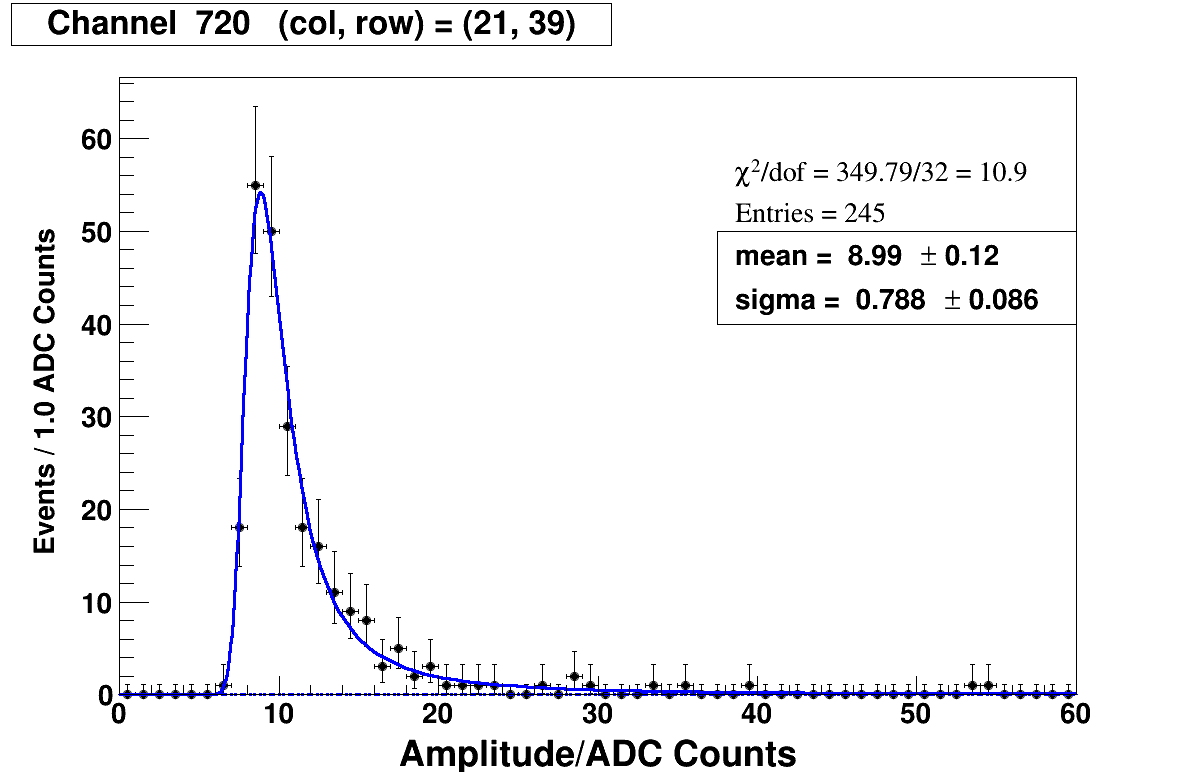 Channel 720 (col, row) = (21, 39)
χ²/dof = 349.79/32 = 10.9
Entries = 245
mean = 8.99 ± 0.12
sigma = 0.788 ± 0.086
Events / 1.0 ADC Counts
60
50
40
30
20
10
0
0 10 20 30 40 50 60
Amplitude/ADC Counts